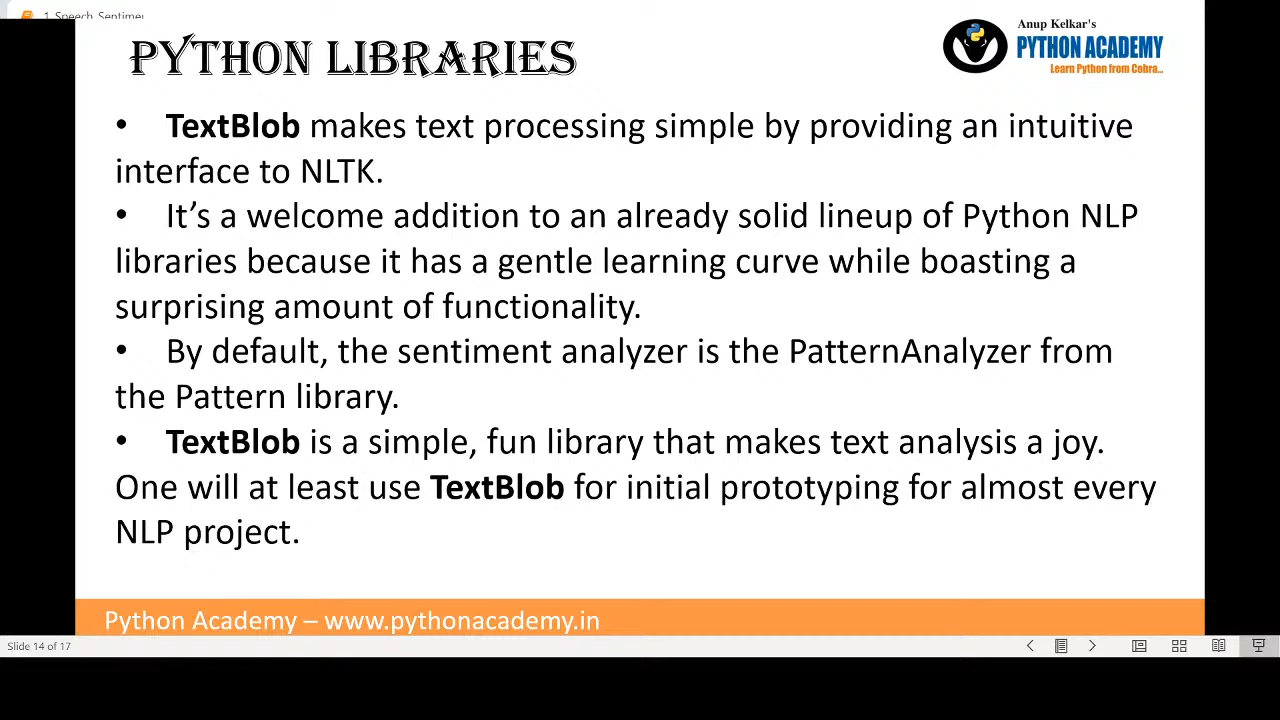 1 Speech Sentime
PYTHON LIBRARIES
Anup Kelkar's
PYTHON ACADEMY
Learn Python from Cobra...
• TextBlob makes text processing simple by providing an intuitive
interface to NLTK.
• It’s a welcome addition to an already solid lineup of Python NLP
libraries because it has a gentle learning curve while boasting a
surprising amount of functionality.
• By default, the sentiment analyzer is the PatternAnalyzer from
the Pattern library.
• TextBlob is a simple, fun library that makes text analysis a joy.
One will at least use TextBlob for initial prototyping for almost every
NLP project.
Python Academy – www.pythonacademy.in
Slide 14 of 17